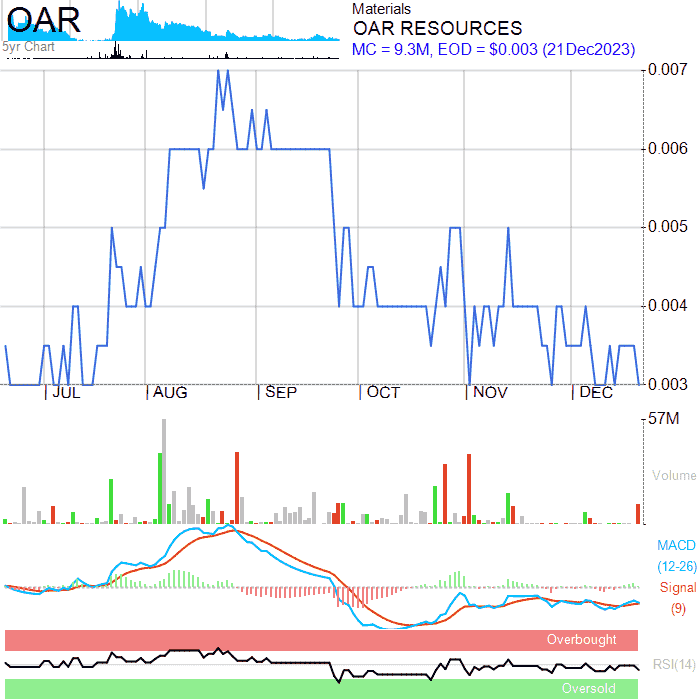 OAR
5yr Chart
Materials
OAR RESOURCES
MC = 9.3M, EOD = $0.003 (21Dec2023)
0.007
0.006
0.005
0.004
0.003
JUL AUG SEP OCT NOV DEC
57M
Volume
MACD
(12-26)
Signal
(9)
Overbought
RSI(14)
Oversold